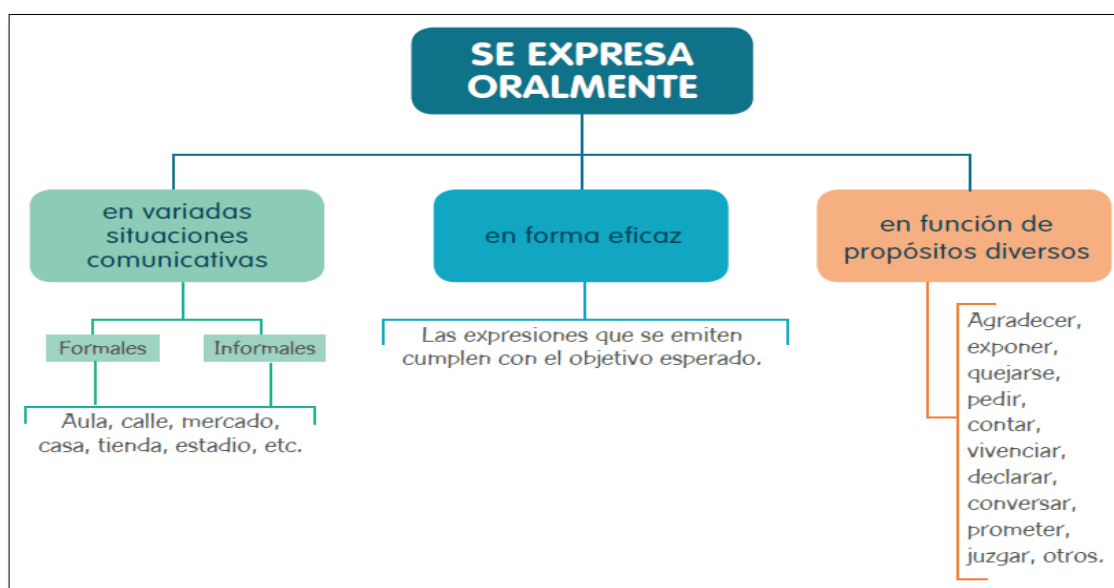 SE EXPRESA
ORALMENTE
en variadas
situaciones
comunicativas
Formales
Informales
Aula, calle, mercado,
casa, tienda, estadio, etc.
en forma eficaz
Las expresiones que se emiten
cumplen con el objetivo esperado.
en función de
propósitos diversos
Agradecer,
exponer,
quejarse,
pedir,
contar,
vivenciar,
declarar,
conversar,
prometer,
juzgar, otros.